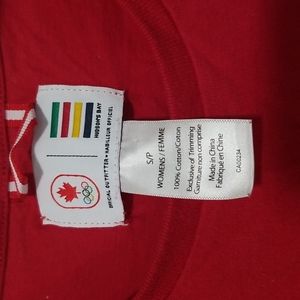 HUDSON'S BAY
OFFICIAL OUTFITTER • HABILLEUR OFFICIEL
S/P
WOMENS / FEMME
100% Cotton/Coton
Exclusive of Trimming
Garniture non comprise
Made in China
Fabriqué en Chine
CA00234